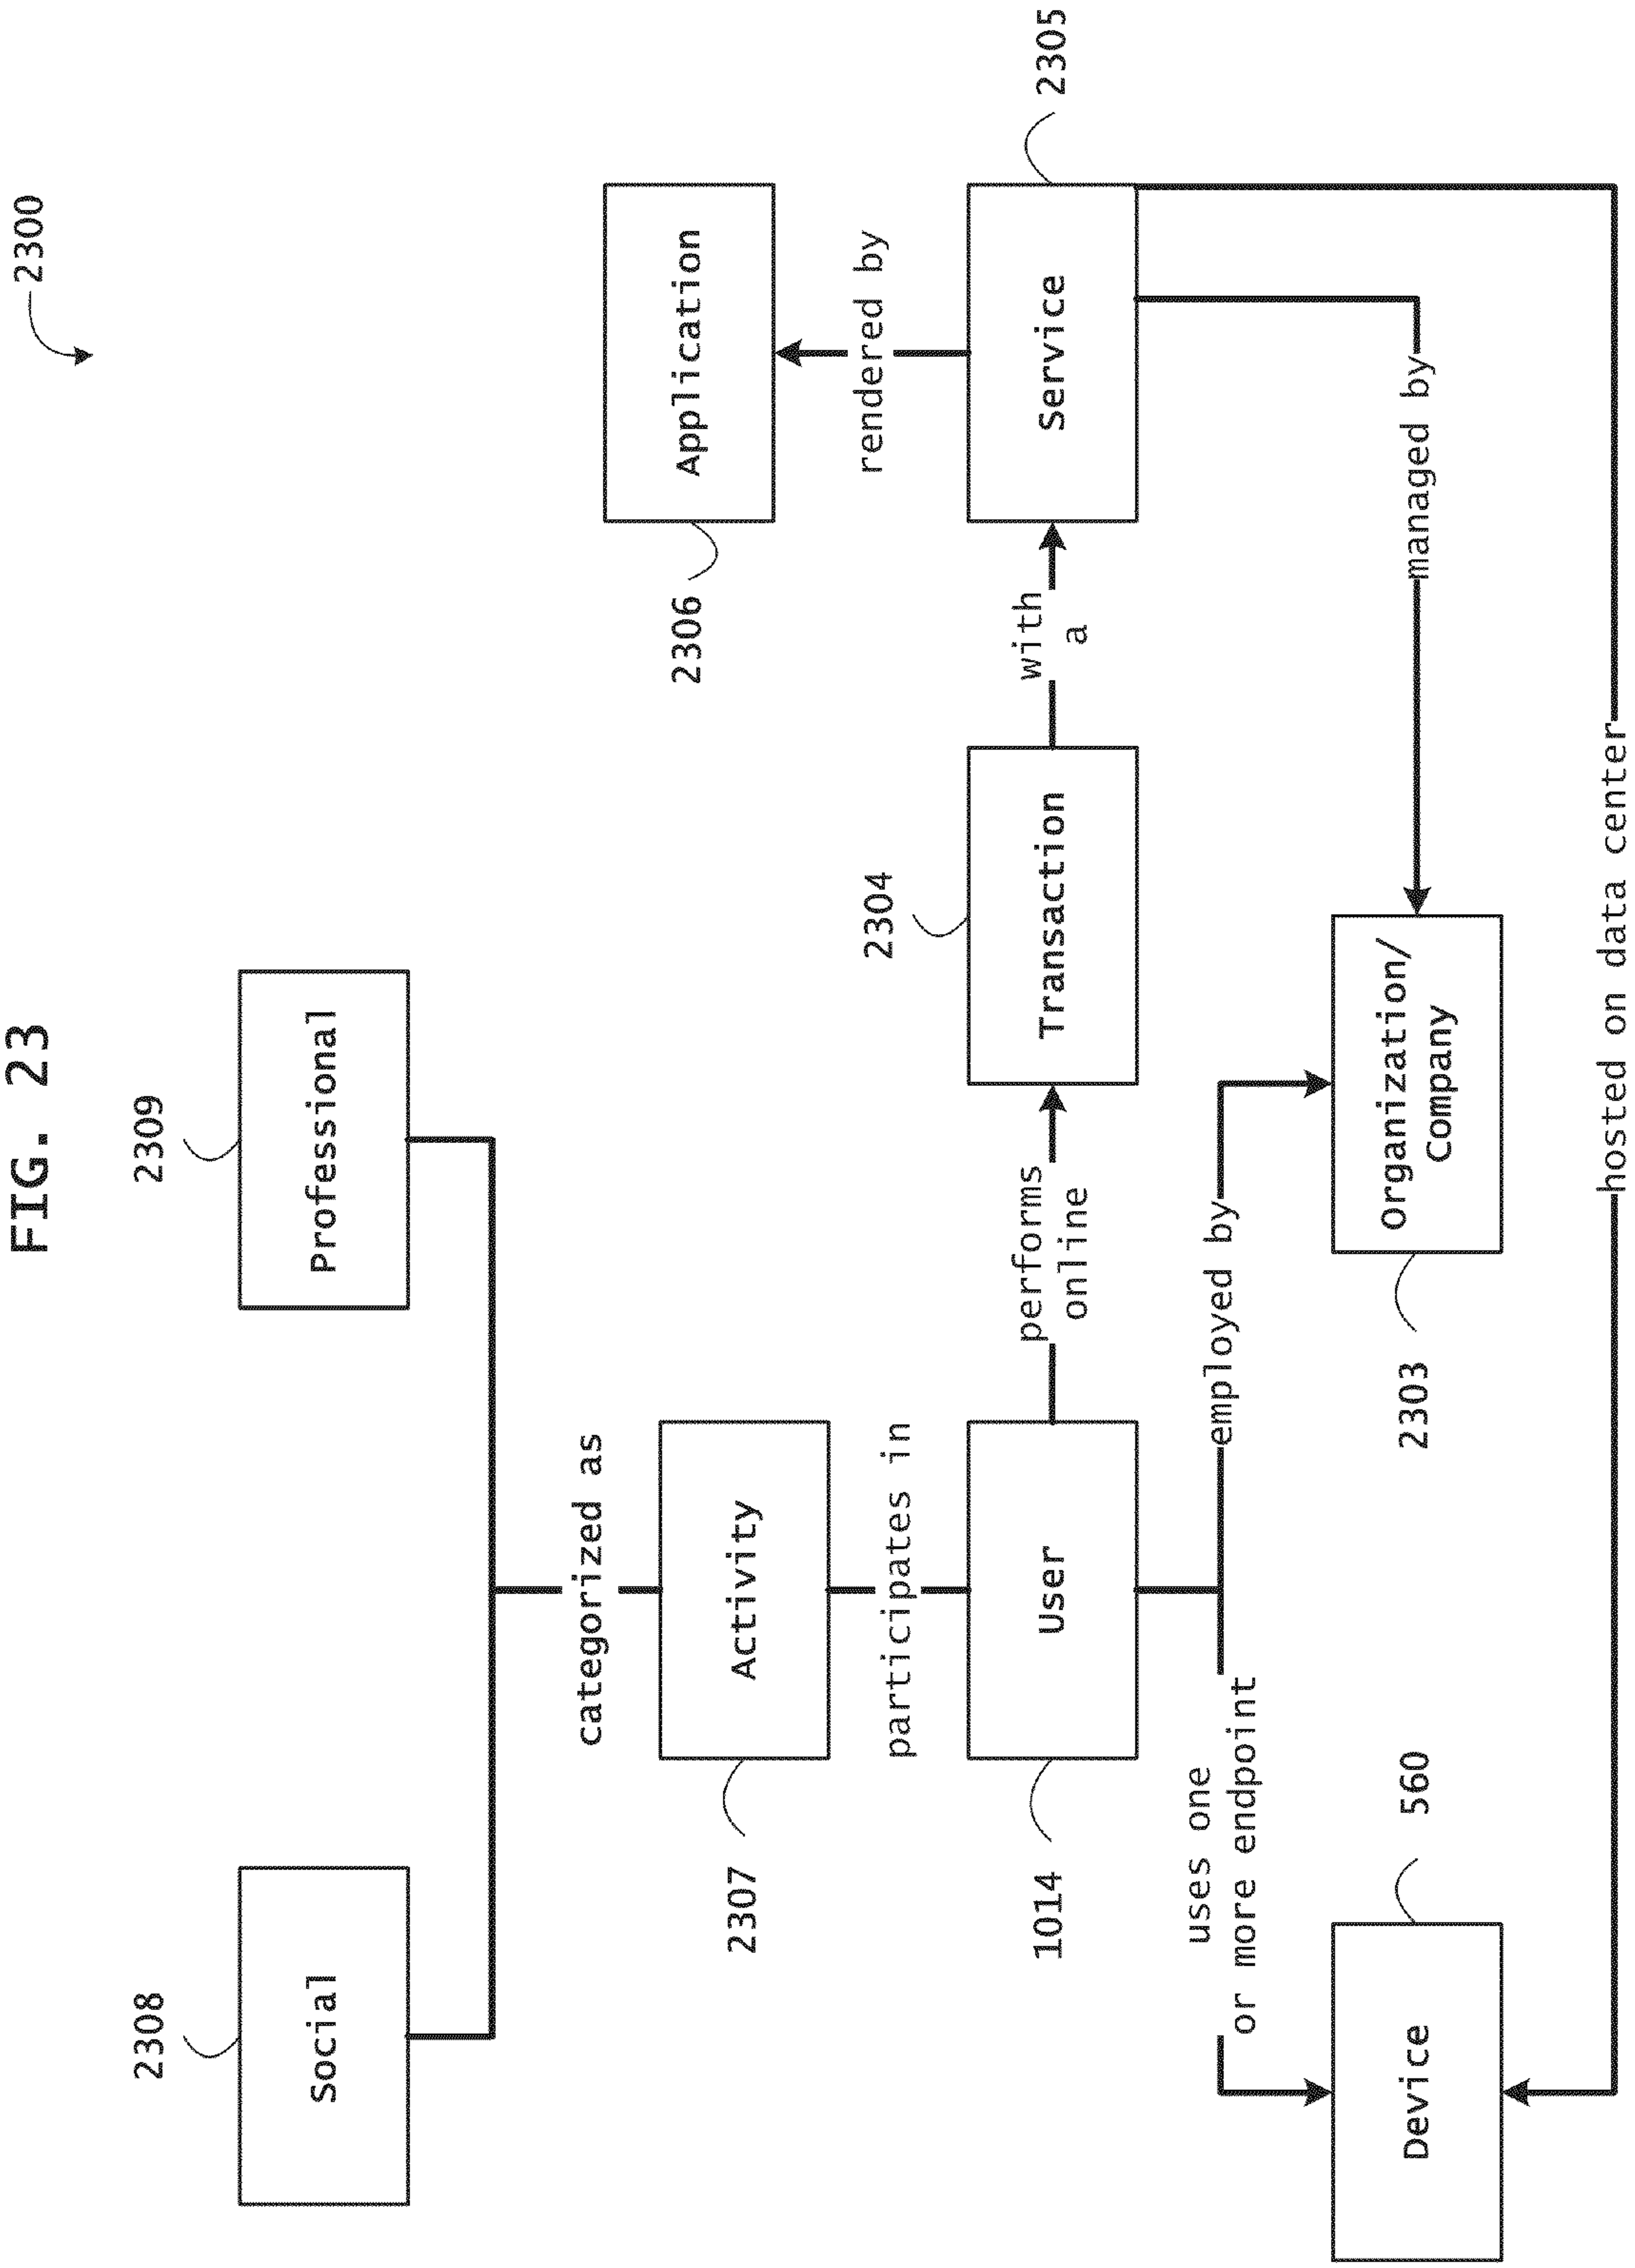 FIG. 23
2300
2308
2309
Social
Professional
categorized as
2307
Activity
2306
Application
participates in
rendered by
1014
User
performs
online
2304
Transaction
with
a
Service
2305
uses one
or more endpoint
employed by
560
Device
2303
Organization/
Company
managed by
hosted on data center